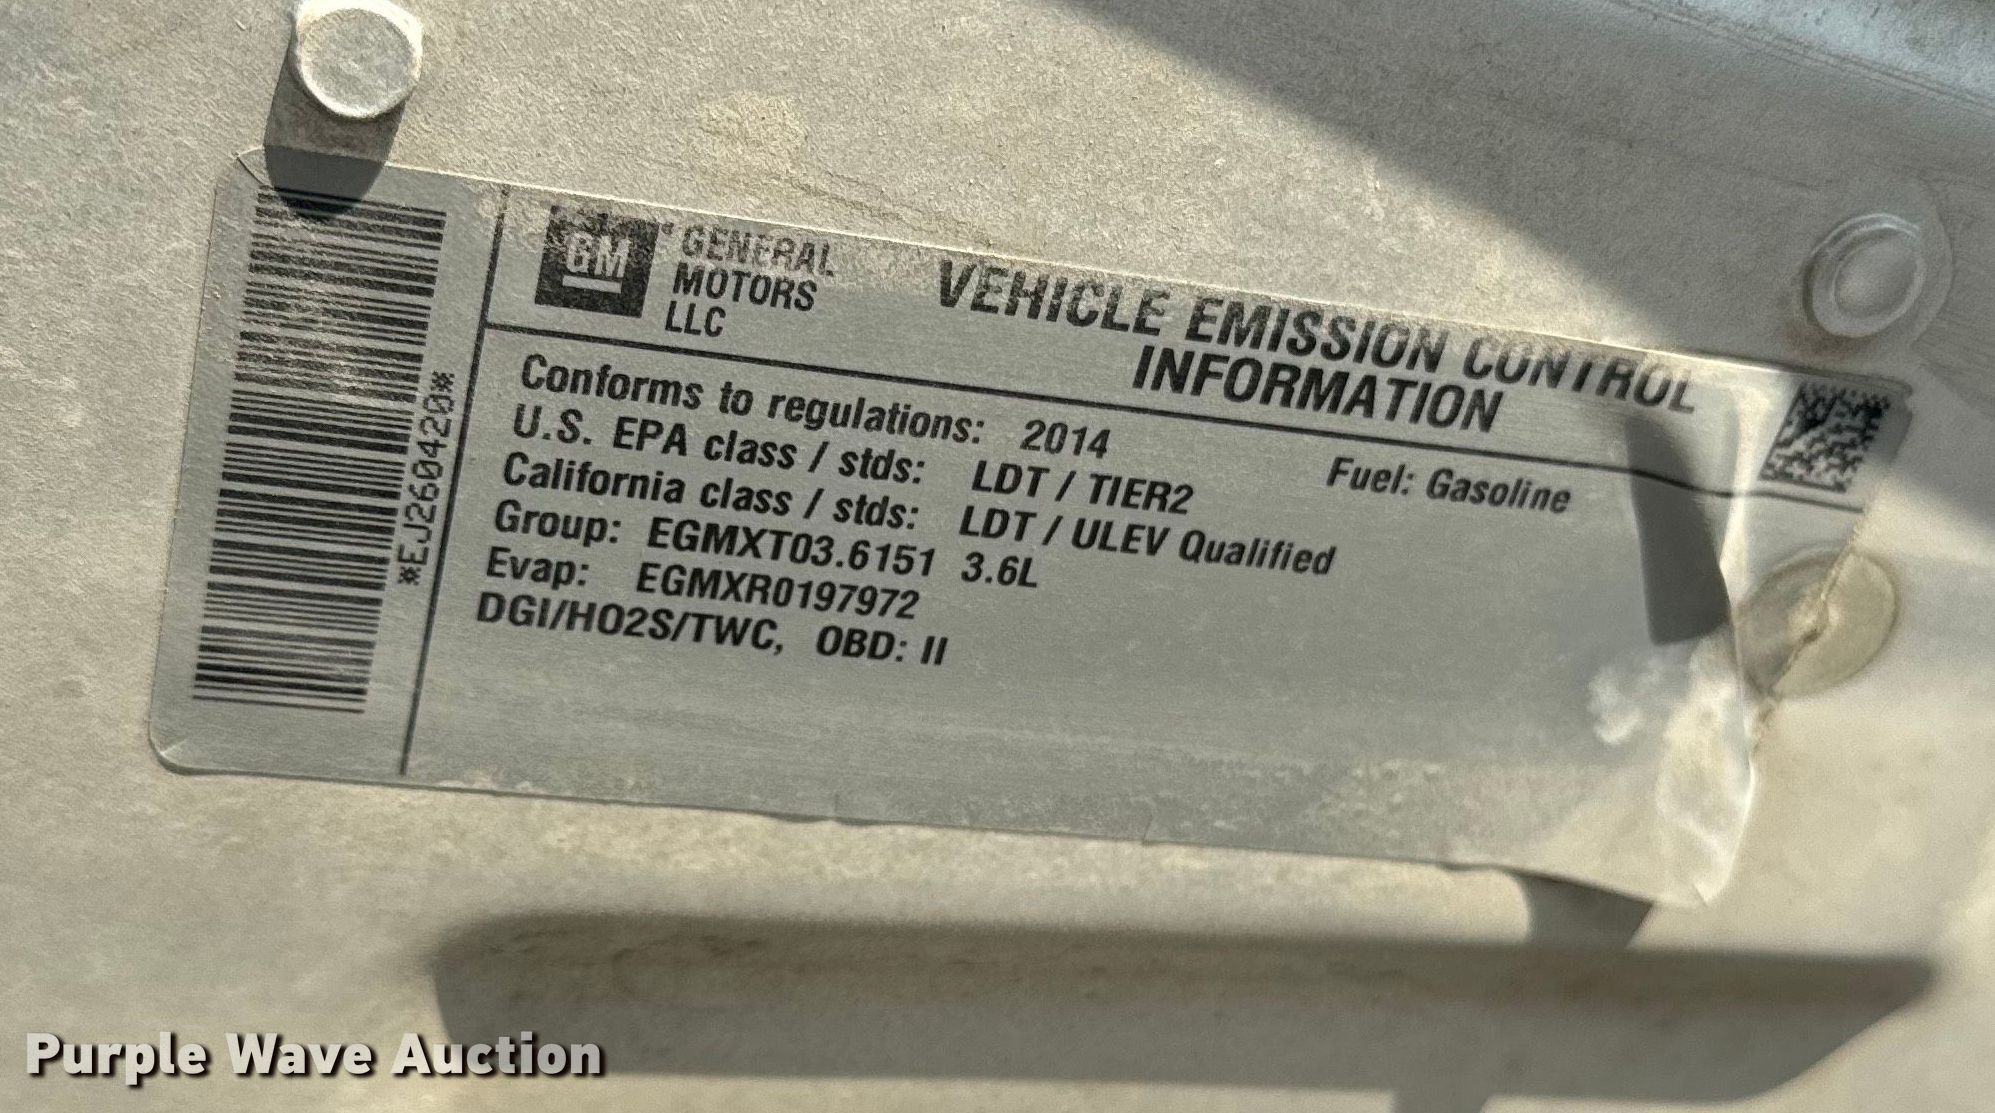 GM
GENERAL
MOTORS
LLC
VEHICLE EMISSION CONTROL
INFORMATION
Conforms to regulations: 2014
Fuel: Gasoline
U.S. EPA class / stds: LDT / TIER2
California class / stds: LDT / ULEV Qualified
Group: EGMXT03.6151 3.6L
Evap: EGMXR0197972
DGI/HO2S/TWC, OBD: II
*EJ260420*
Purple Wave Auction